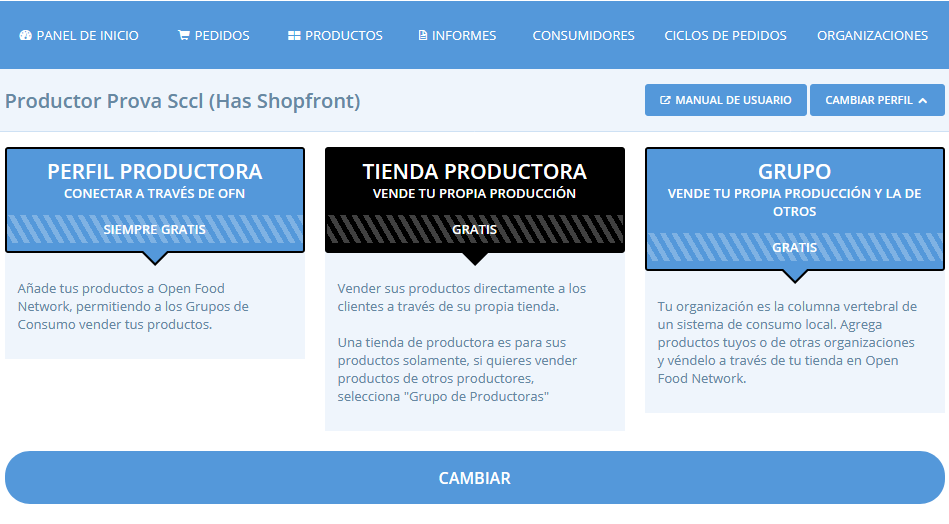 PANEL DE INICIO PEDIDOS PRODUCTOS INFORMES CONSUMIDORES CICLOS DE PEDIDOS ORGANIZACIONES
Productor Prova Sccl (Has Shopfront)
MANUAL DE USUARIO CAMBIAR PERFIL
PERFIL PRODUCTORA
CONECTAR A TRAVÉS DE OFN
SIEMPRE GRATIS
Añade tus productos a Open Food
Network, permitiendo a los Grupos de
Consumo vender tus productos.
TIENDA PRODUCTORA
VENDE TU PROPIA PRODUCCIÓN
GRATIS
Vender sus productos directamente a los
clientes a través de su propia tienda.
Una tienda de productora es para sus
productos solamente, si quieres vender
productos de otros productores,
selecciona "Grupo de Productoras"
GRUPO
VENDE TU PROPIA PRODUCCIÓN Y LA DE
OTROS
GRATIS
Tu organización es la columna vertebral de
un sistema de consumo local. Agrega
productos tuyos o de otras organizaciones
y véndelo a través de tu tienda en Open
Food Network.
CAMBIAR